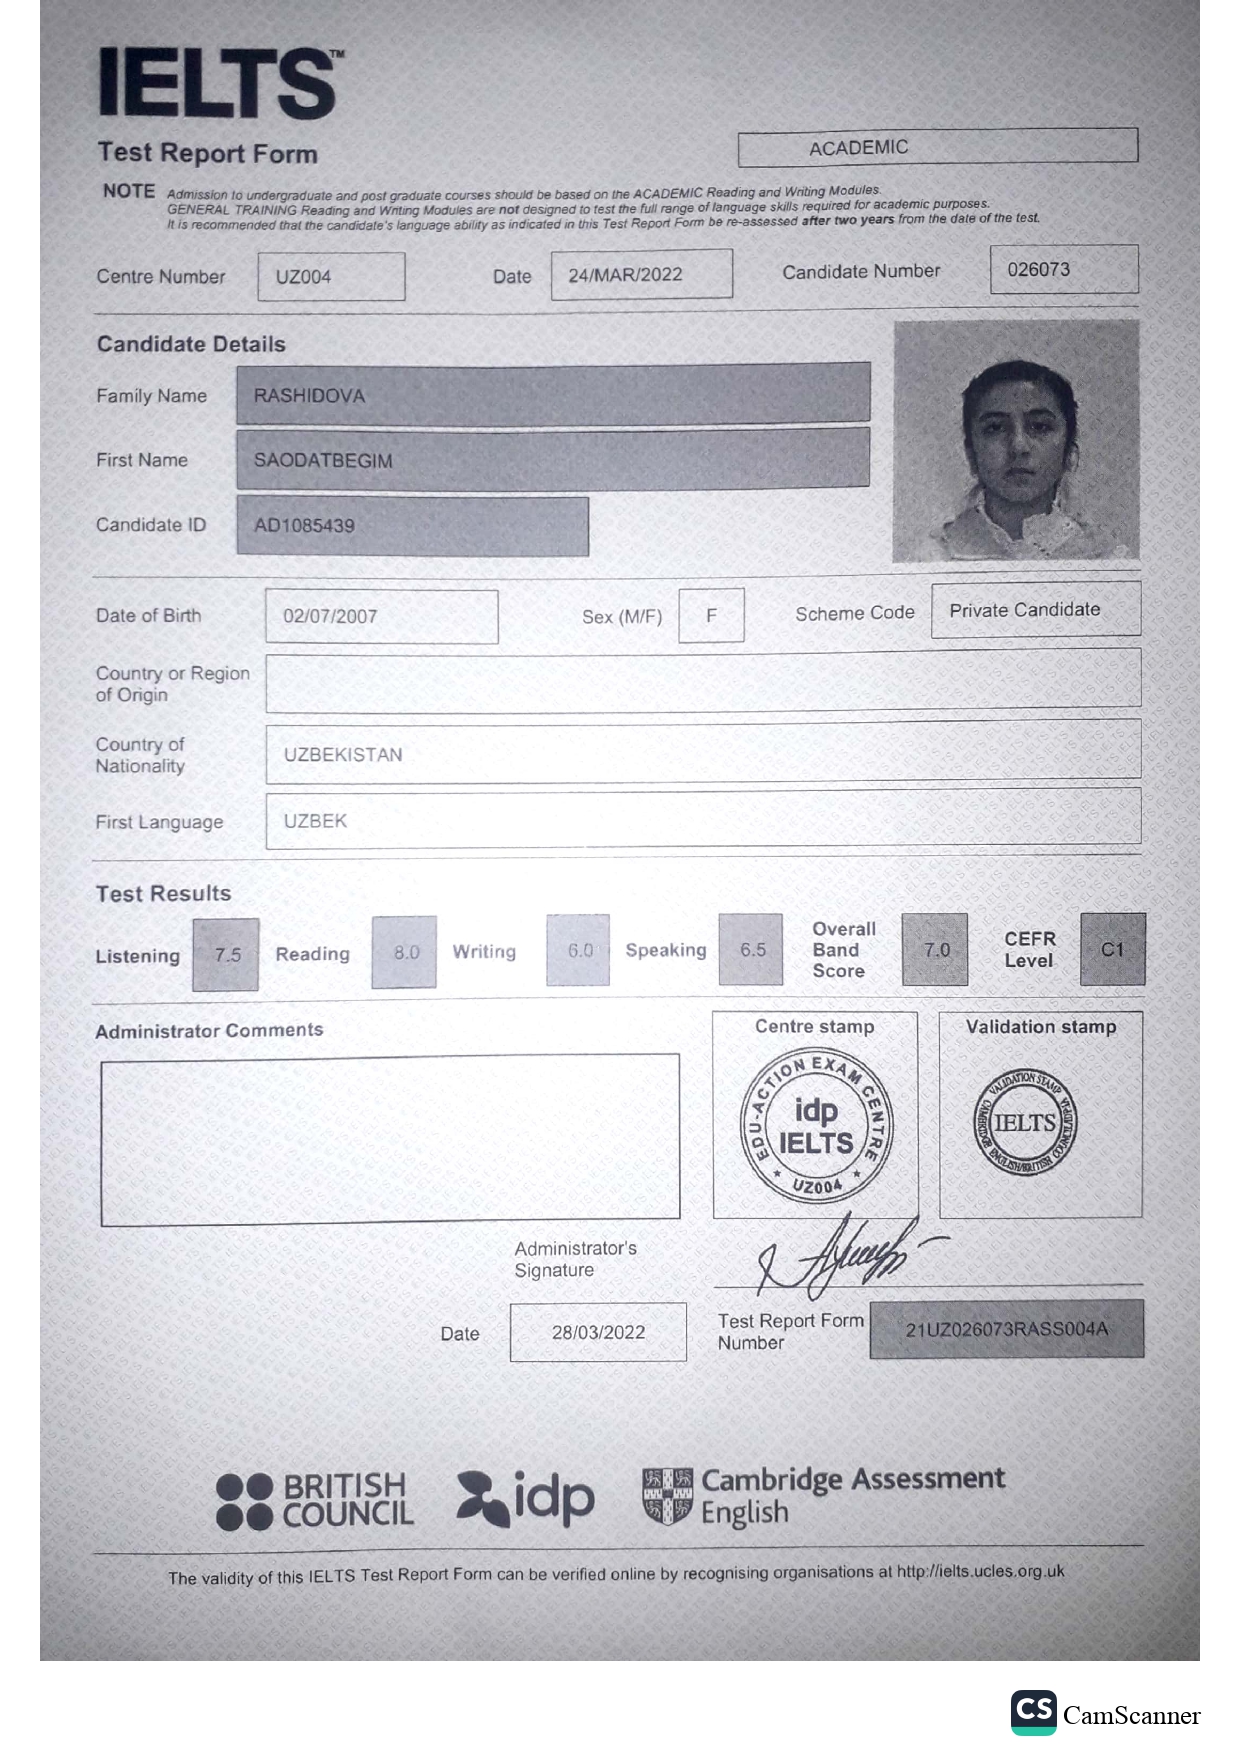 IELTS™
Test Report Form
ACADEMIC
NOTE Admission to undergraduate and post graduate courses should be based on the ACADEMIC Reading and Writing Modules.
GENERAL TRAINING Reading and Writing Modules are not designed to test the full range of language skills required for academic purposes.
It is recommended that the candidate's language ability as indicated in this Test Report Form be re-assessed after two years from the date of the test.
Centre Number UZ004 Date 24/MAR/2022 Candidate Number 026073
Candidate Details
Family Name RASHIDOVA
First Name SAODATBEGIM
Candidate ID AD1085439
Date of Birth 02/07/2007 Sex (M/F) F Scheme Code Private Candidate
Country or Region
of Origin
Country of
Nationality UZBEKISTAN
First Language UZBEK
Test Results
Listening 7.5 Reading 8.0 Writing 6.0 Speaking 6.5 Overall Band Score 7.0 CEFR Level C1
Administrator Comments
Centre stamp
EDU-ACTION EXAM CENTRE
idp
IELTS
UZ004
Validation stamp
VALIDATION STAMP
IELTS
CAMBRIDGE ENGLISH/BRITISH COUNCIL/IDP:IA
Administrator's
Signature
Date 28/03/2022
Test Report Form
Number 21UZ026073RASS004A
BRITISH
COUNCIL
idp
Cambridge Assessment
English
The validity of this IELTS Test Report Form can be verified online by recognising organisations at http://ielts.ucles.org.uk
CS CamScanner